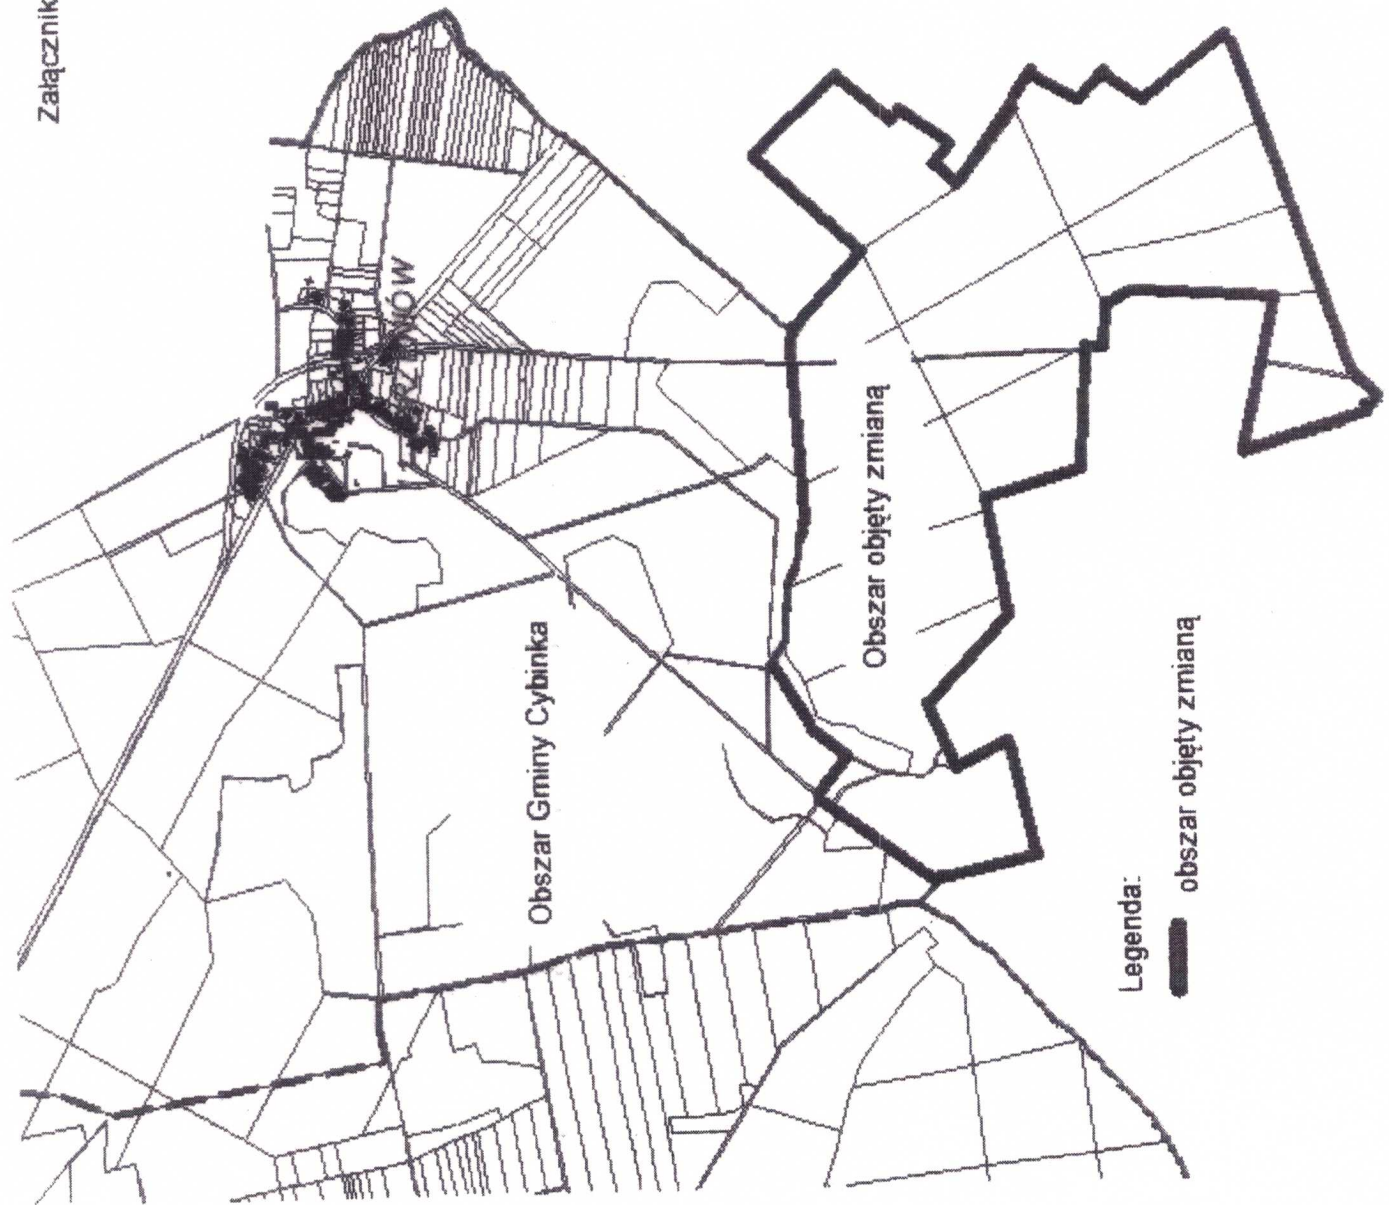 Załącznik
Obszar Gminy Cybinka
Obszar objęty zmianą
Legenda:
obszar objęty zmianą